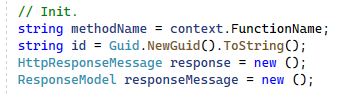 // Init.
string methodName = context.FunctionName;
string id = Guid.NewGuid().ToString();
HttpResponseMessage response = new ();
ResponseModel responseMessage = new ();